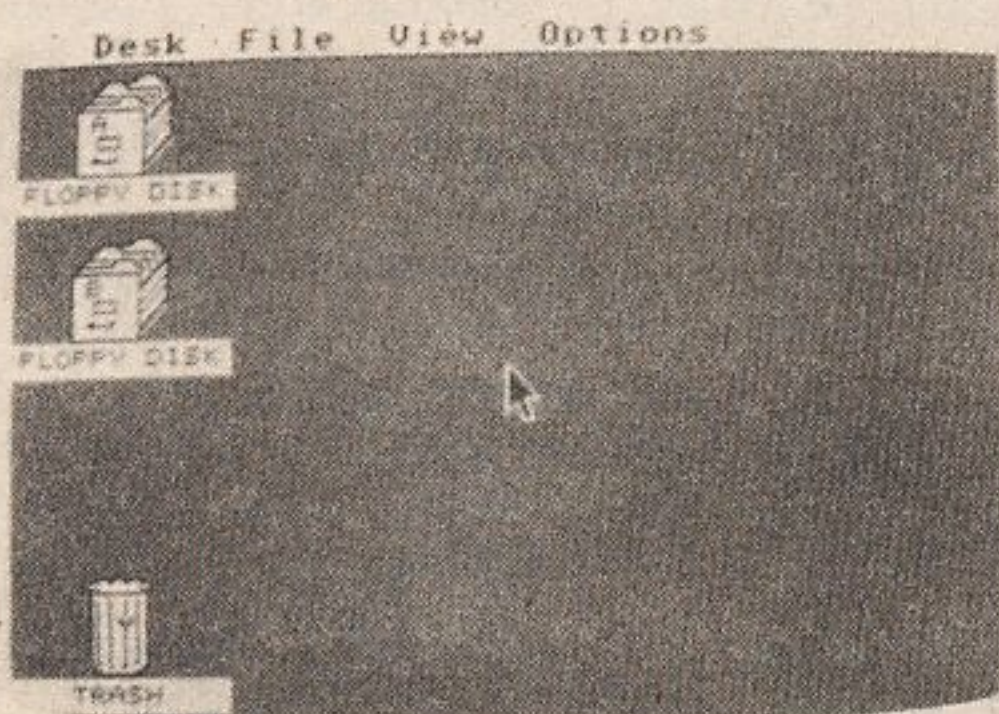 Desk File View Options
A
FLOPPY DISK
B
FLOPPY DISK
TRASH